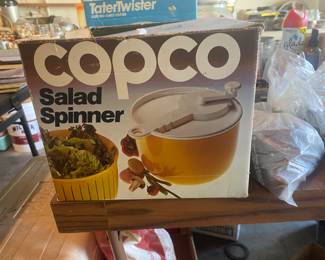 TaterTwister
copco
Salad
Spinner